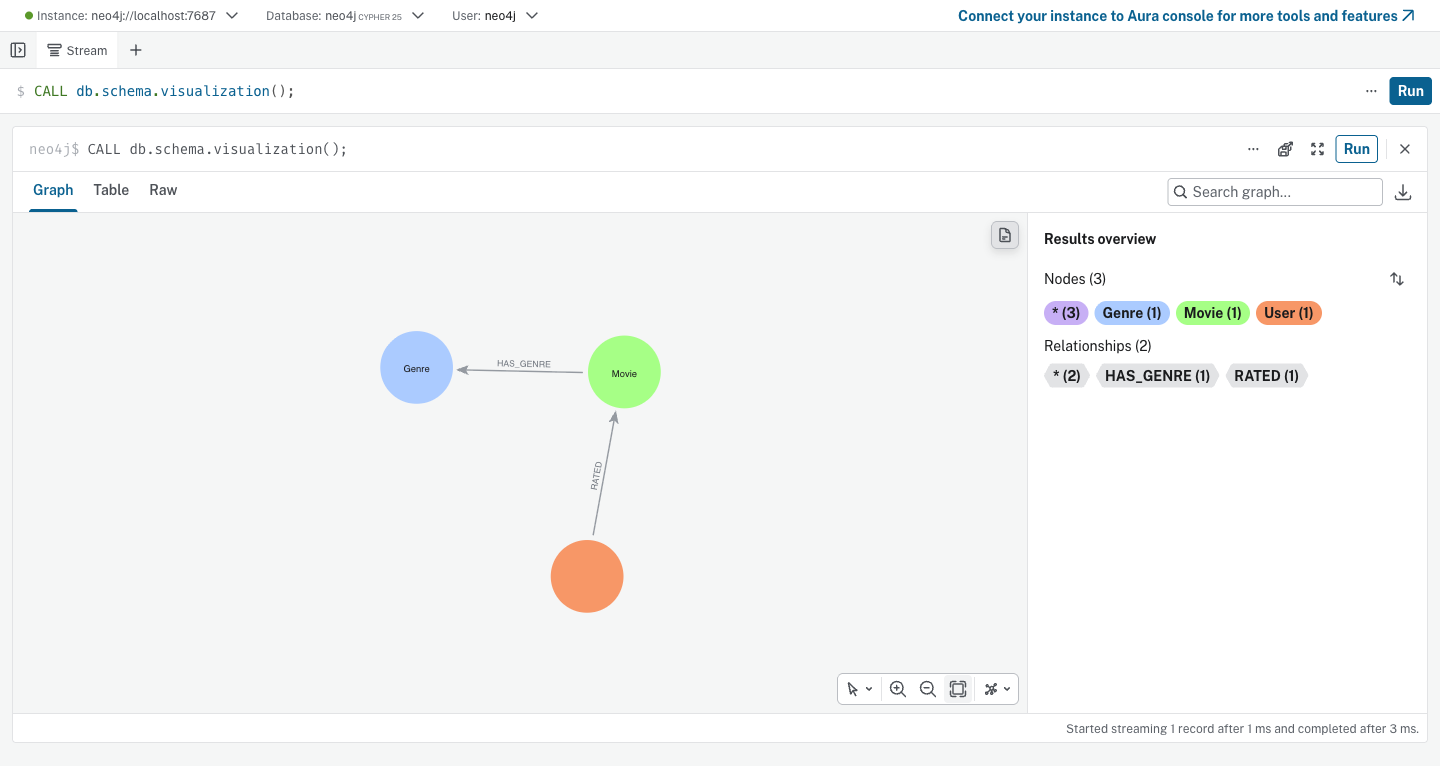 Instance: neo4j://localhost:7687 Database: neo4j CYPHER 25 User: neo4j Connect your instance to Aura console for more tools and features
Stream
$ CALL db.schema.visualization(); Run
neo4j$ CALL db.schema.visualization(); Run
Graph Table Raw Search graph...
Results overview
Nodes (3)
* (3) Genre (1) Movie (1) User (1)
Relationships (2)
* (2) HAS_GENRE (1) RATED (1)
Genre HAS_GENRE Movie
RATED
Started streaming 1 record after 1 ms and completed after 3 ms.